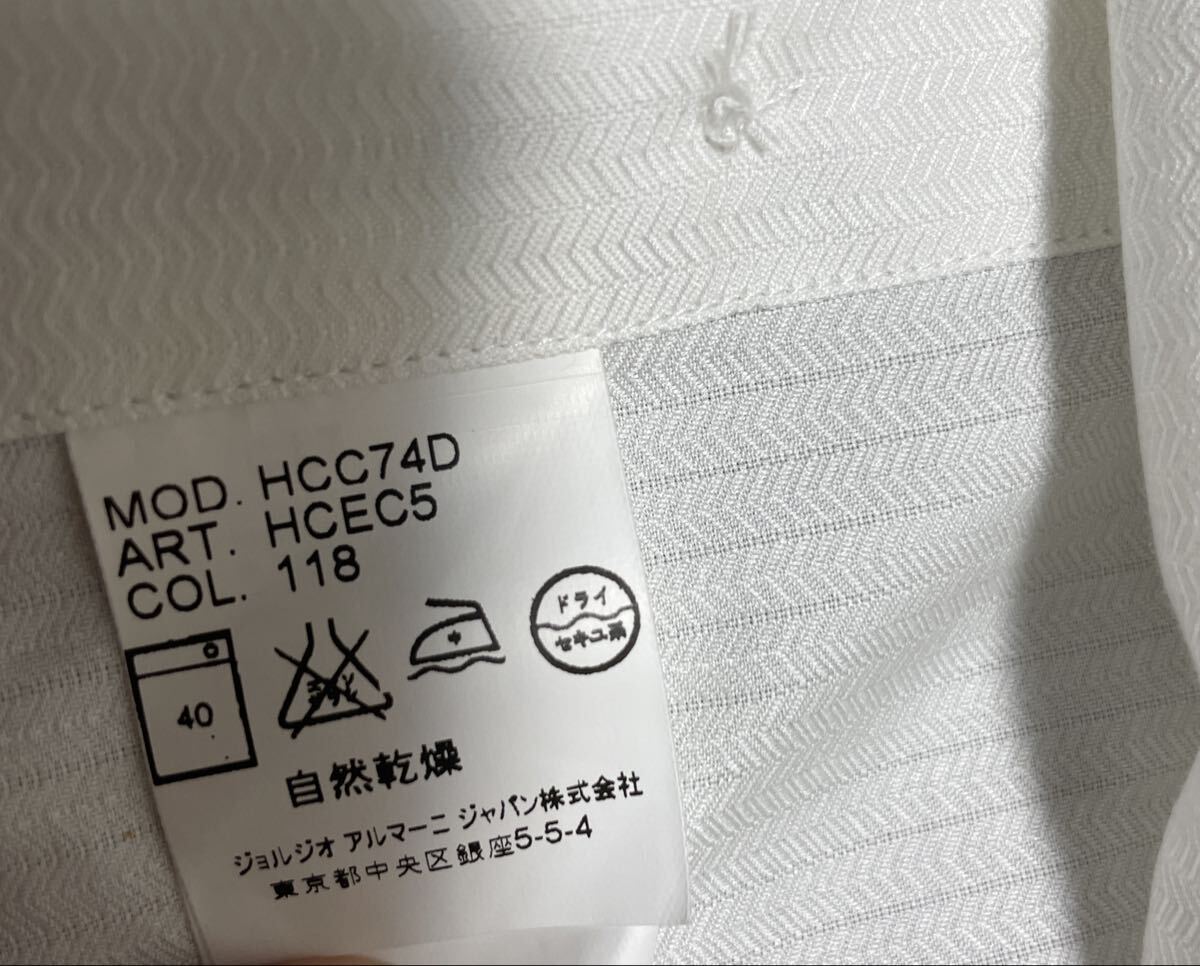 MOD. HCC74D
ART. HCEC5
COL. 118
40 ドライ
セキユ系
自然乾燥
ジョルジオ アルマーニ ジャパン株式会社
東京都中央区銀座5-5-4